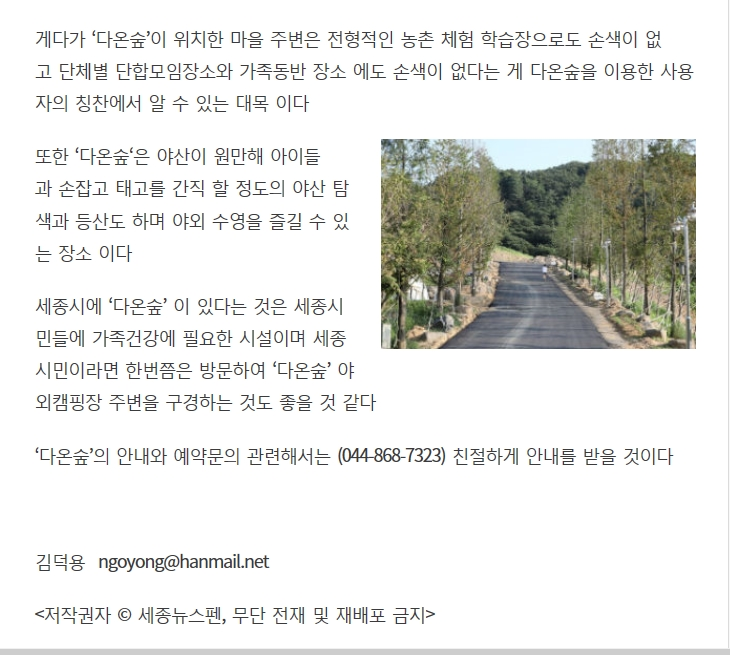 게다가 ‘다온숲’이 위치한 마을 주변은 전형적인 농촌 체험 학습장으로도 손색이 없
고 단체별 단합모임장소와 가족동반 장소 에도 손색이 없다는 게 다온숲을 이용한 사용
자의 칭찬에서 알 수 있는 대목 이다
또한 ‘다온숲‘은 야산이 원만해 아이들
과 손잡고 태고를 간직 할 정도의 야산 탐
색과 등산도 하며 야외 수영을 즐길 수 있
는 장소 이다
세종시에 ‘다온숲’ 이 있다는 것은 세종시
민들에 가족건강에 필요한 시설이며 세종
시민이라면 한번쯤은 방문하여 ‘다온숲’ 야
외캠핑장 주변을 구경하는 것도 좋을 것 같다
‘다온숲’의 안내와 예약문의 관련해서는 (044-868-7323) 친절하게 안내를 받을 것이다
김덕용 ngoyong@hanmail.net
<저작권자 © 세종뉴스펜, 무단 전재 및 재배포 금지>